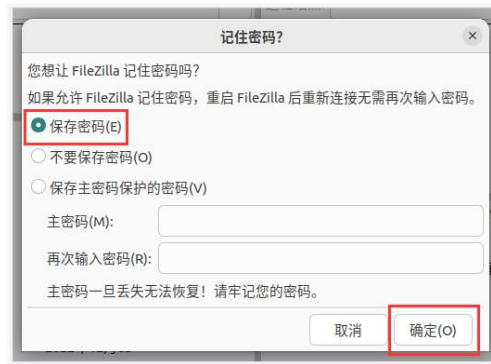 记住密码?
您想让 FileZilla 记住密码吗?
如果允许 FileZilla 记住密码，重启 FileZilla 后重新连接无需再次输入密码。
保存密码(E)
不要保存密码(O)
保存主密码保护的密码(V)
主密码(M):
再次输入密码(R):
主密码一旦丢失无法恢复！请牢记您的密码。
取消
确定(O)